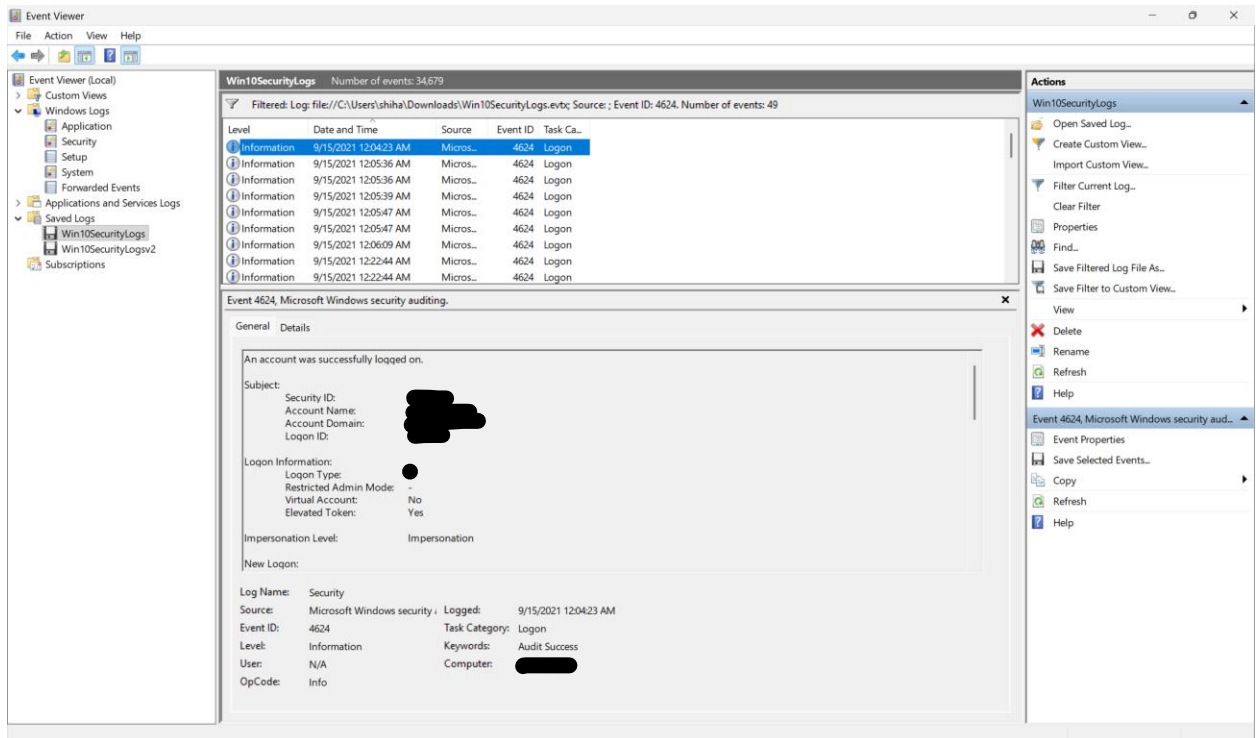 Event Viewer
File Action View Help
Event Viewer (Local)
Custom Views
Windows Logs
Application
Security
Setup
System
Forwarded Events
Applications and Services Logs
Saved Logs
Win10SecurityLogs
Win10SecurityLogsv2
Subscriptions
Win10SecurityLogs Number of events: 34,679
Filtered: Log: file://C:\Users\shiha\Downloads\Win10SecurityLogs.evtx; Source: ; Event ID: 4624. Number of events: 49
Level Date and Time Source Event ID Task Ca...
Information 9/15/2021 12:04:23 AM Micros... 4624 Logon
Information 9/15/2021 12:05:36 AM Micros... 4624 Logon
Information 9/15/2021 12:05:36 AM Micros... 4624 Logon
Information 9/15/2021 12:05:39 AM Micros... 4624 Logon
Information 9/15/2021 12:05:47 AM Micros... 4624 Logon
Information 9/15/2021 12:05:47 AM Micros... 4624 Logon
Information 9/15/2021 12:06:09 AM Micros... 4624 Logon
Information 9/15/2021 12:22:44 AM Micros... 4624 Logon
Information 9/15/2021 12:22:44 AM Micros... 4624 Logon
Event 4624, Microsoft Windows security auditing.
General Details
An account was successfully logged on.
Subject:
Security ID:
Account Name:
Account Domain:
Logon ID:
Logon Information:
Logon Type:
Restricted Admin Mode: -
Virtual Account: No
Elevated Token: Yes
Impersonation Level: Impersonation
New Logon:
Log Name: Security
Source: Microsoft Windows security Logged: 9/15/2021 12:04:23 AM
Event ID: 4624 Task Category: Logon
Level: Information Keywords: Audit Success
User: N/A Computer:
OpCode: Info
Actions
Win10SecurityLogs
Open Saved Log...
Create Custom View...
Import Custom View...
Filter Current Log...
Clear Filter
Properties
Find...
Save Filtered Log File As...
Save Filter to Custom View...
View
Delete
Rename
Refresh
Help
Event 4624, Microsoft Windows security aud...
Event Properties
Save Selected Events...
Copy
Refresh
Help